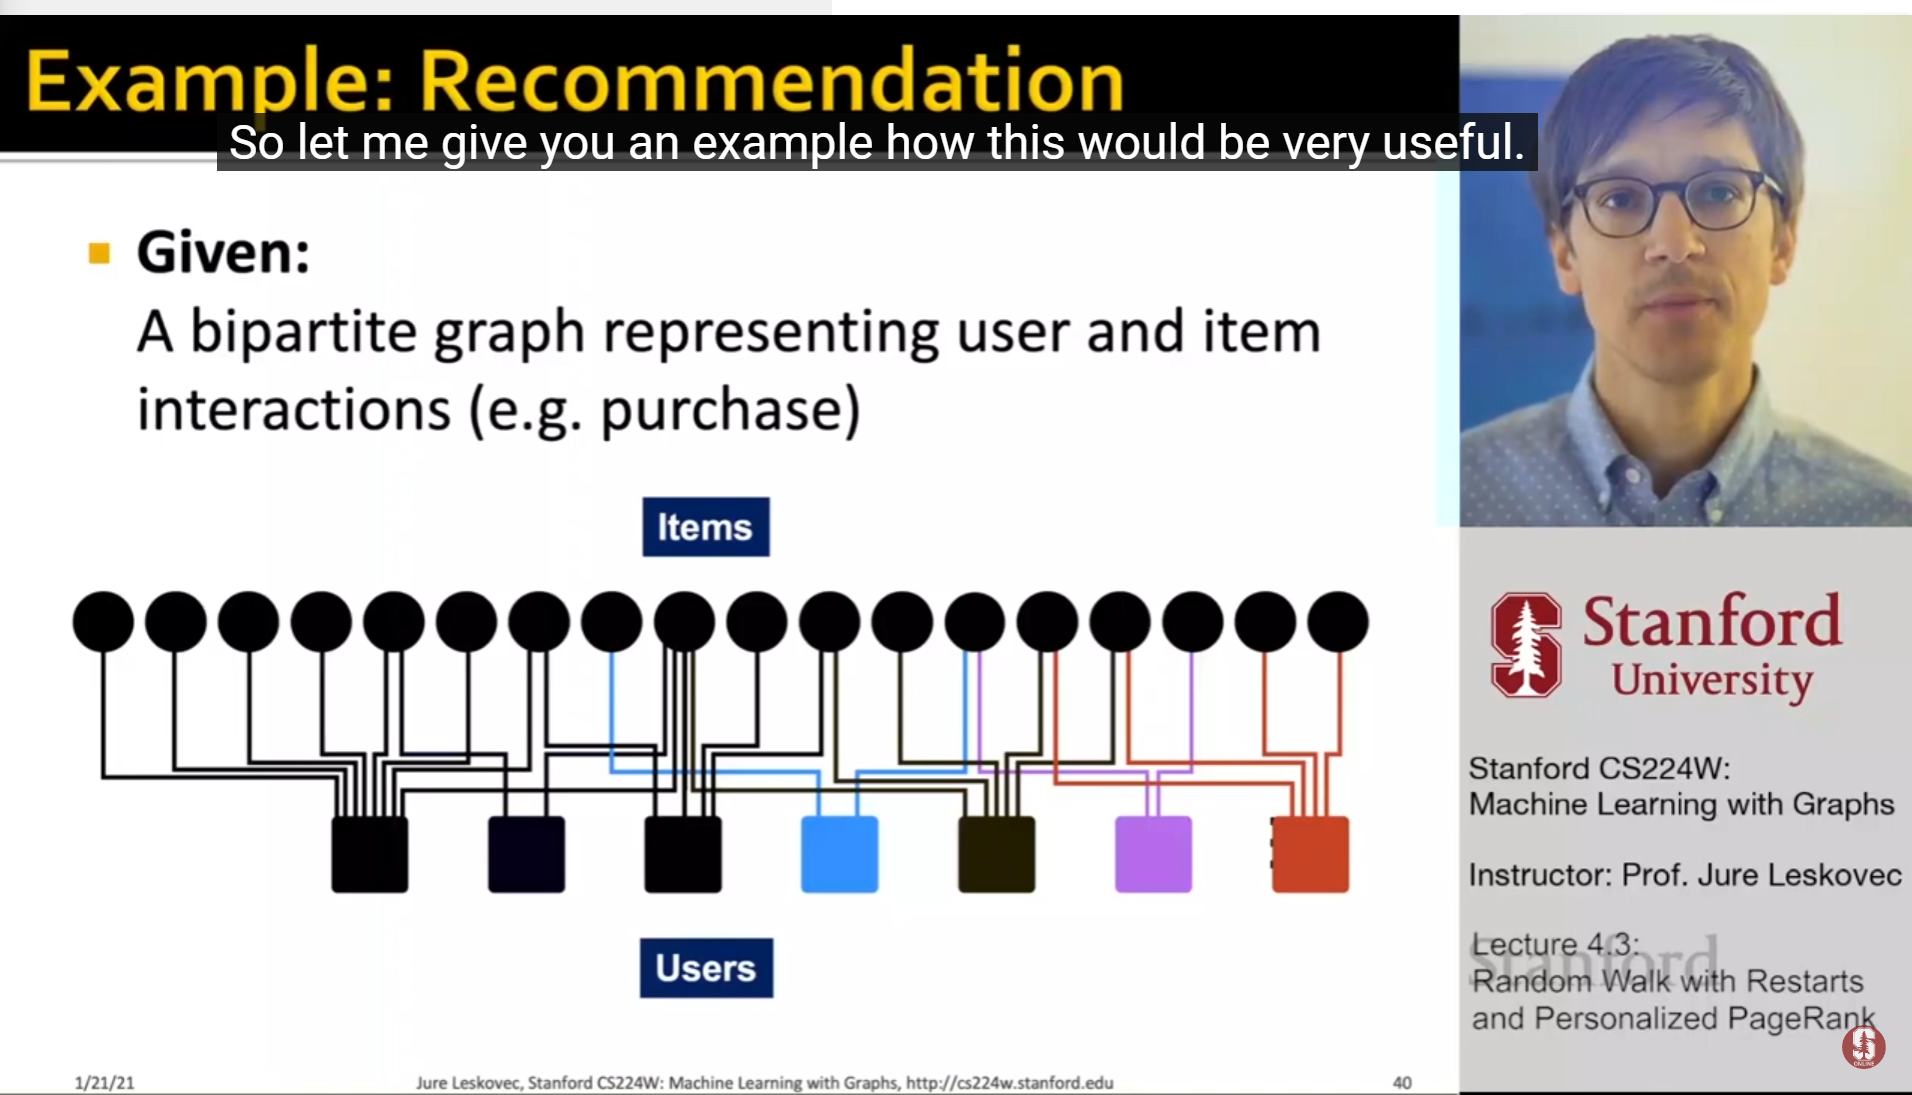 Example: Recommendation
So let me give you an example how this would be very useful.
Given:
A bipartite graph representing user and item
interactions (e.g. purchase)
Items
Users
1/21/21
Jure Leskovec, Stanford CS224W: Machine Learning with Graphs, http://cs224w.stanford.edu
40
Stanford
University
Stanford CS224W:
Machine Learning with Graphs
Instructor: Prof. Jure Leskovec
Stanford
Lecture 4.3:
Random Walk with Restarts
and Personalized PageRank
ONLINE